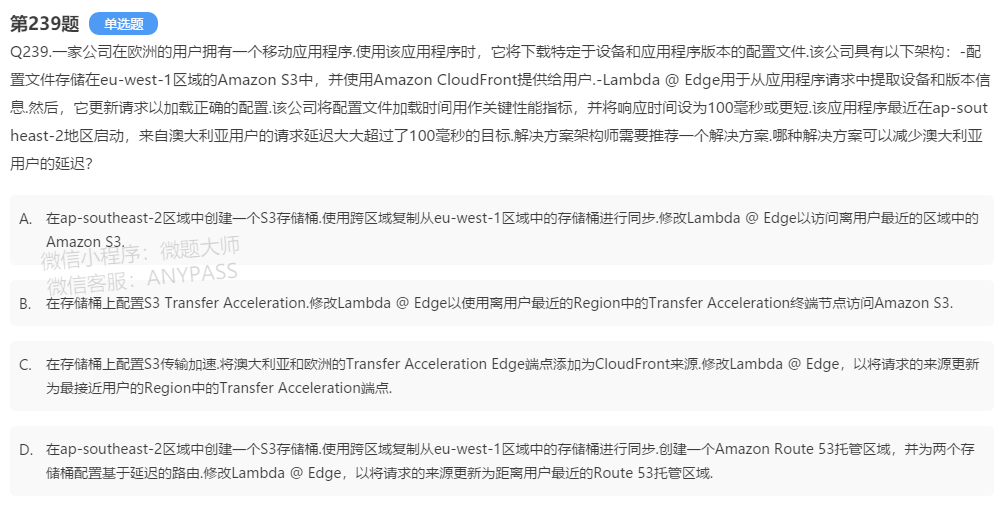 第239题 单选题
Q239.一家公司在欧洲的用户拥有一个移动应用程序.使用该应用程序时，它将下载特定于设备和应用程序版本的配置文件.该公司具有以下架构：-配
置文件存储在eu-west-1区域的Amazon S3中，并使用Amazon CloudFront提供给用户.-Lambda @ Edge用于从应用程序请求中提取设备和版本信
息.然后，它更新请求以加载正确的配置.该公司将配置文件加载时间用作关键性能指标，并将响应时间设为100毫秒或更短.该应用程序最近在ap-sout
heast-2地区启动，来自澳大利亚用户的请求延迟大大超过了100毫秒的目标.解决方案架构师需要推荐一个解决方案.哪种解决方案可以减少澳大利亚
用户的延迟？
A. 在ap-southeast-2区域中创建一个S3存储桶.使用跨区域复制从eu-west-1区域中的存储桶进行同步.修改Lambda @ Edge以访问离用户最近的区域中的
Amazon S3.
微信小程序：微题大师
微信客服：ANYPASS
B. 在存储桶上配置S3 Transfer Acceleration.修改Lambda @ Edge以使用离用户最近的Region中的Transfer Acceleration终端节点访问Amazon S3.
C. 在存储桶上配置S3传输加速.将澳大利亚和欧洲的Transfer Acceleration Edge端点添加为CloudFront来源.修改Lambda @ Edge，以将请求的来源更新
为最接近用户的Region中的Transfer Acceleration端点.
D. 在ap-southeast-2区域中创建一个S3存储桶.使用跨区域复制从eu-west-1区域中的存储桶进行同步.创建一个Amazon Route 53托管区域，并为两个存
储桶配置基于延迟的路由.修改Lambda @ Edge，以将请求的来源更新为距离用户最近的Route 53托管区域.